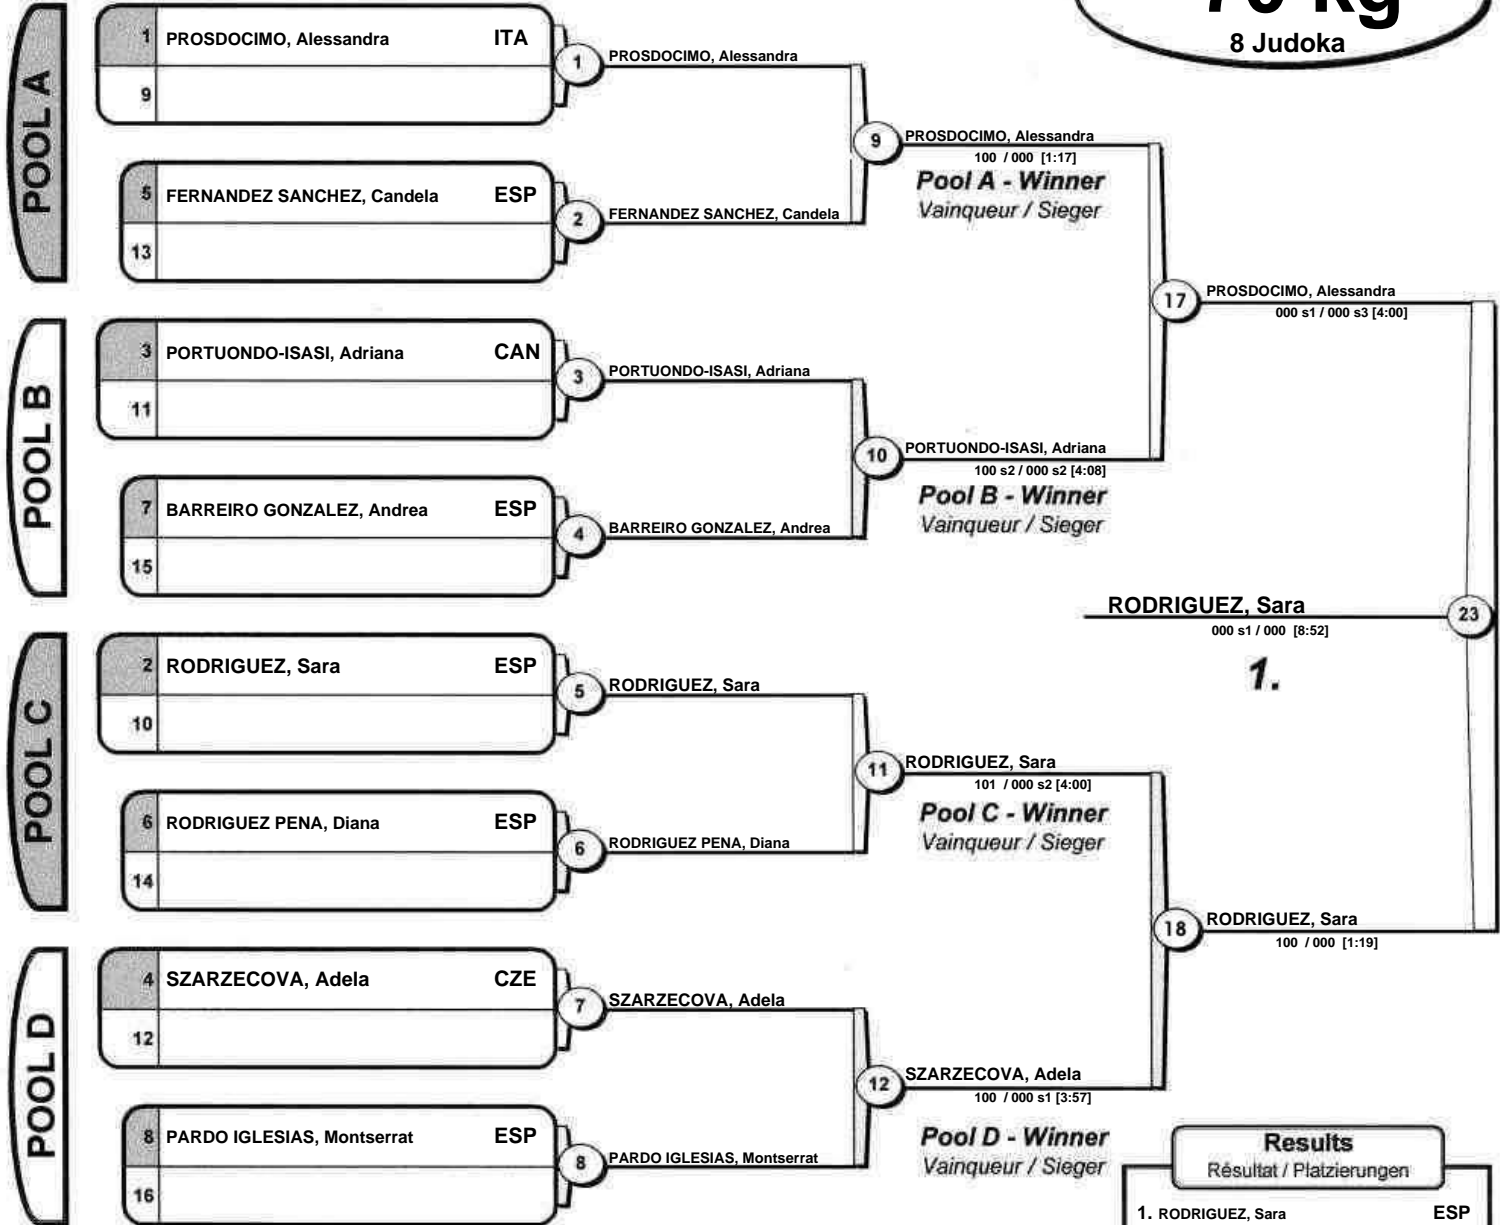 70 kg
8 Judoka
POOL A
1 PROSDOCIMO, Alessandra ITA
9
5 FERNANDEZ SANCHEZ, Candela ESP
13
1 PROSDOCIMO, Alessandra
2 FERNANDEZ SANCHEZ, Candela
9 PROSDOCIMO, Alessandra
100 / 000 [1:17]
Pool A - Winner
Vainqueur / Sieger
POOL B
3 PORTUONDO-ISASI, Adriana CAN
11
7 BARREIRO GONZALEZ, Andrea ESP
15
3 PORTUONDO-ISASI, Adriana
4 BARREIRO GONZALEZ, Andrea
10 PORTUONDO-ISASI, Adriana
100 s2 / 000 s2 [4:08]
Pool B - Winner
Vainqueur / Sieger
17 PROSDOCIMO, Alessandra
000 s1 / 000 s3 [4:00]
RODRIGUEZ, Sara 23
000 s1 / 000 [8:52]
1.
POOL C
2 RODRIGUEZ, Sara ESP
10
6 RODRIGUEZ PENA, Diana ESP
14
5 RODRIGUEZ, Sara
6 RODRIGUEZ PENA, Diana
11 RODRIGUEZ, Sara
101 / 000 s2 [4:00]
Pool C - Winner
Vainqueur / Sieger
18 RODRIGUEZ, Sara
100 / 000 [1:19]
POOL D
4 SZARZECOVA, Adela CZE
12
8 PARDO IGLESIAS, Montserrat ESP
16
7 SZARZECOVA, Adela
8 PARDO IGLESIAS, Montserrat
12 SZARZECOVA, Adela
100 / 000 s1 [3:57]
Pool D - Winner
Vainqueur / Sieger
Results
Résultat / Platzierungen
1. RODRIGUEZ, Sara ESP